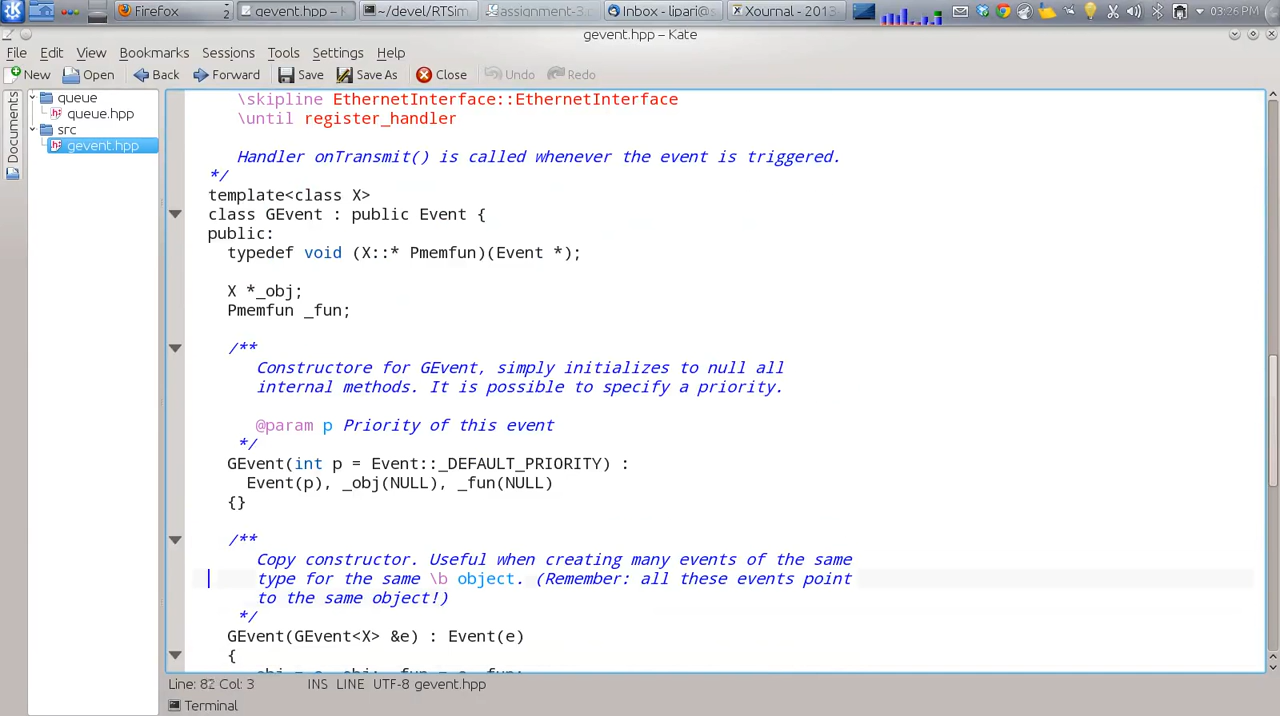 Firefox 2 gevent.hpp – ~/devel/RTSim assignment-3. Inbox - lipari@ Xournal - 2013 03:26 PM
gevent.hpp – Kate
File Edit View Bookmarks Sessions Tools Settings Help
New Open Back Forward Save Save As Close Undo Redo
Documents
queue
queue.hpp
src
gevent.hpp
\skipline EthernetInterface::EthernetInterface
\until register_handler
Handler onTransmit() is called whenever the event is triggered.
*/
template<class X>
class GEvent : public Event {
public:
typedef void (X::* Pmemfun)(Event *);
X *_obj;
Pmemfun _fun;
/**
Constructore for GEvent, simply initializes to null all
internal methods. It is possible to specify a priority.
@param p Priority of this event
*/
GEvent(int p = Event::_DEFAULT_PRIORITY) :
Event(p), _obj(NULL), _fun(NULL)
{}
/**
Copy constructor. Useful when creating many events of the same
type for the same \b object. (Remember: all these events point
to the same object!)
*/
GEvent(GEvent<X> &e) : Event(e)
{
Line: 82 Col: 3 INS LINE UTF-8 gevent.hpp
Terminal